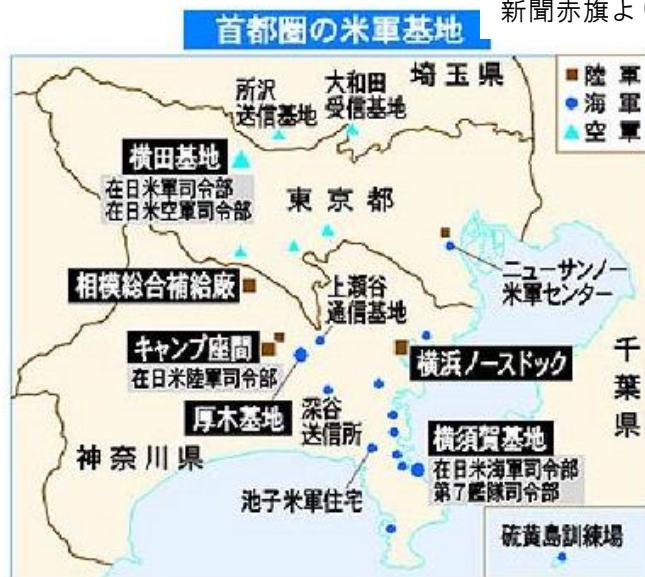 新聞赤旗よ
首都圏の米軍基地
陸 軍
海 軍
空 軍
埼玉県
所沢
送信基地
大和田
受信基地
横田基地
在日米軍司令部
在日米空軍司令部
東京都
ニューサンノー
米軍センター
相模総合補給廠
上瀬谷
通信基地
キャンプ座間
在日米陸軍司令部
横浜ノースドック
千葉県
厚木基地
深谷
送信所
横須賀基地
在日米海軍司令部
第7艦隊司令部
神奈川県
池子米軍住宅
硫黄島訓練場